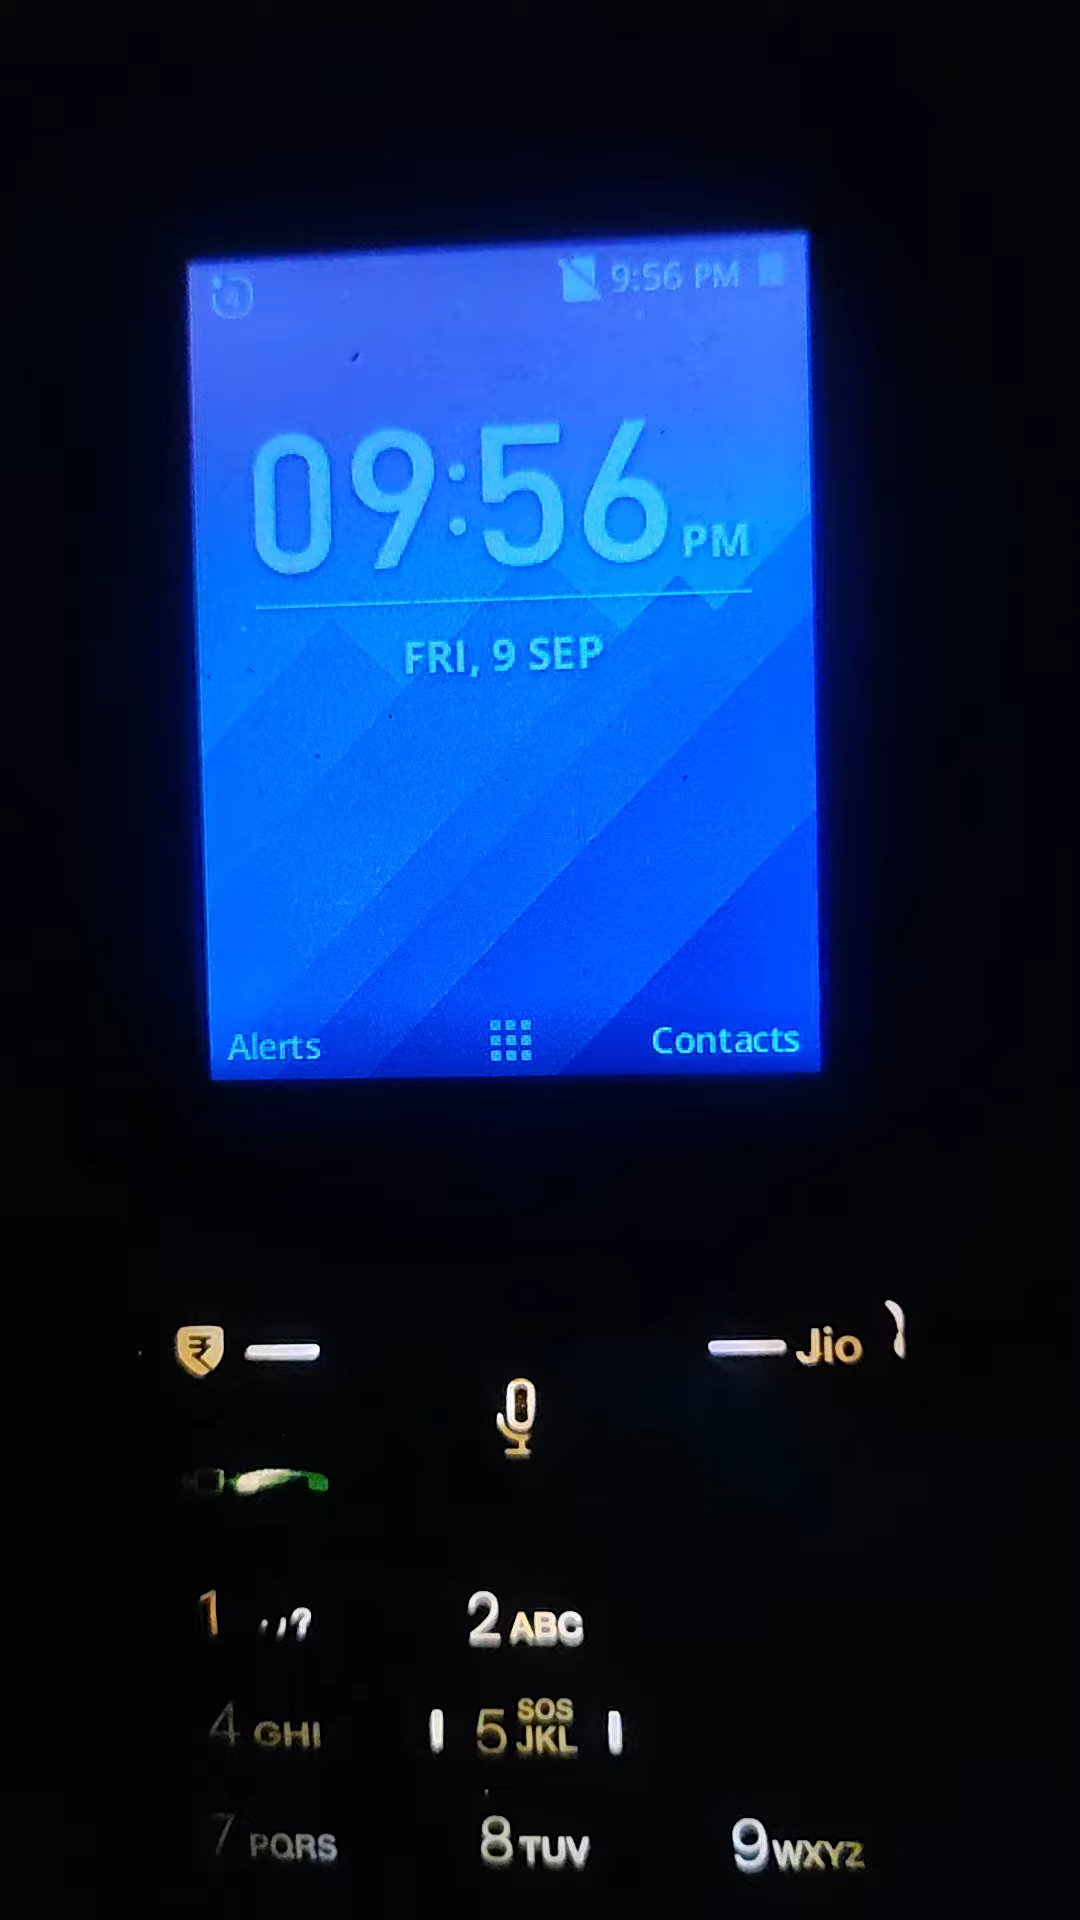 9:56 PM
09:56 PM
FRI, 9 SEP
Alerts
Contacts
₹
Jio
1 .,?
2 ABC
4 GHI
5 SOS JKL
7 PQRS
8 TUV
9 WXYZ